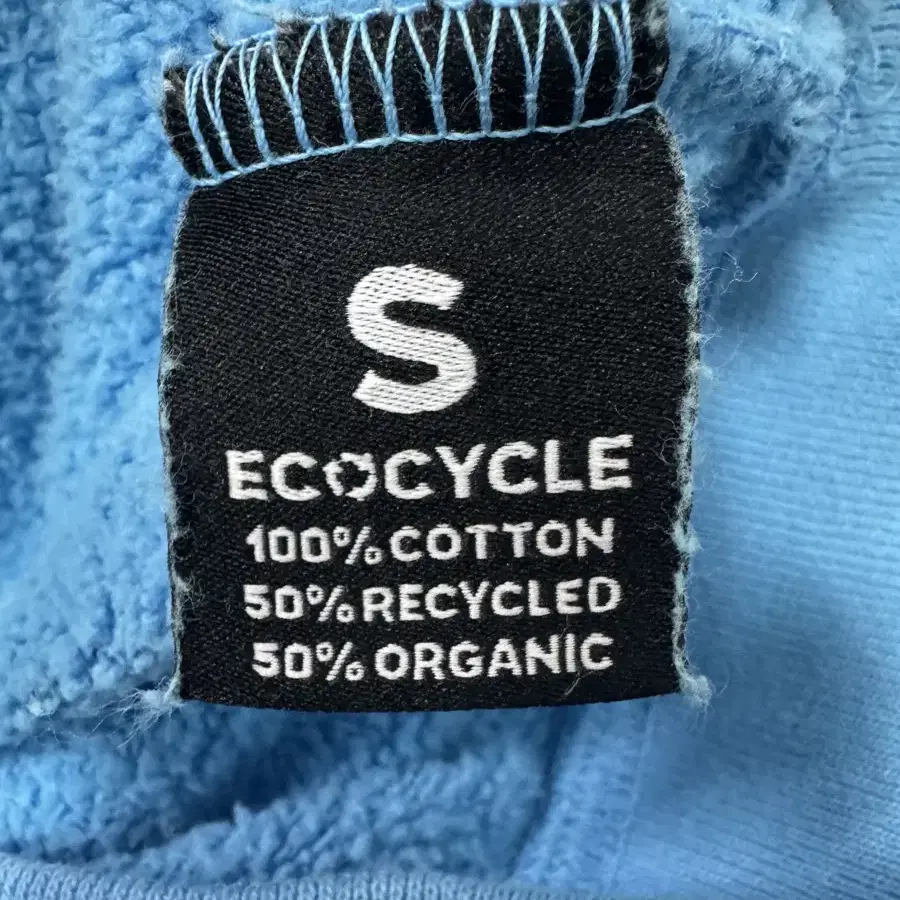 S
ECOCYCLE
100% COTTON
50% RECYCLED
50% ORGANIC